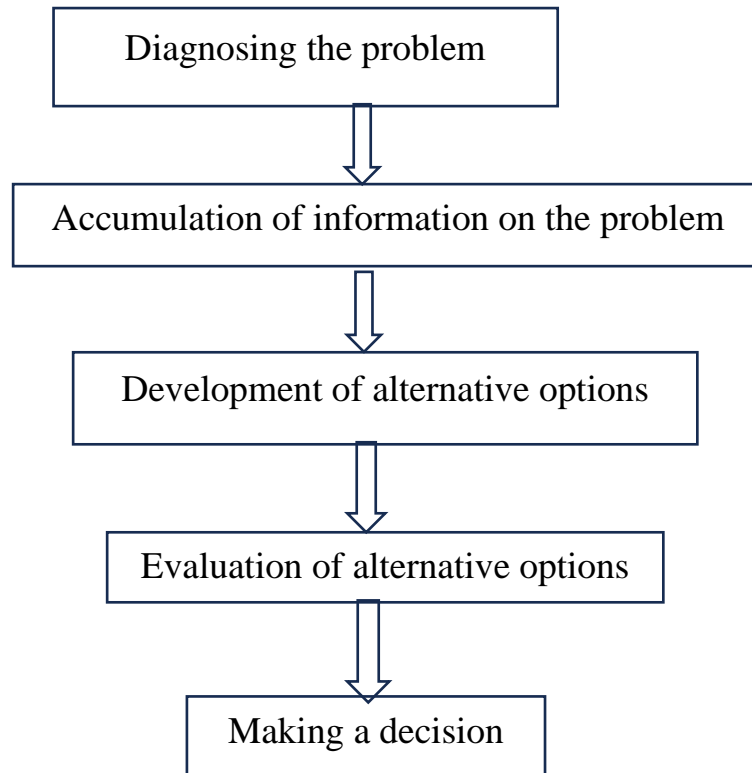 Diagnosing the problem
Accumulation of information on the problem
Development of alternative options
Evaluation of alternative options
Making a decision